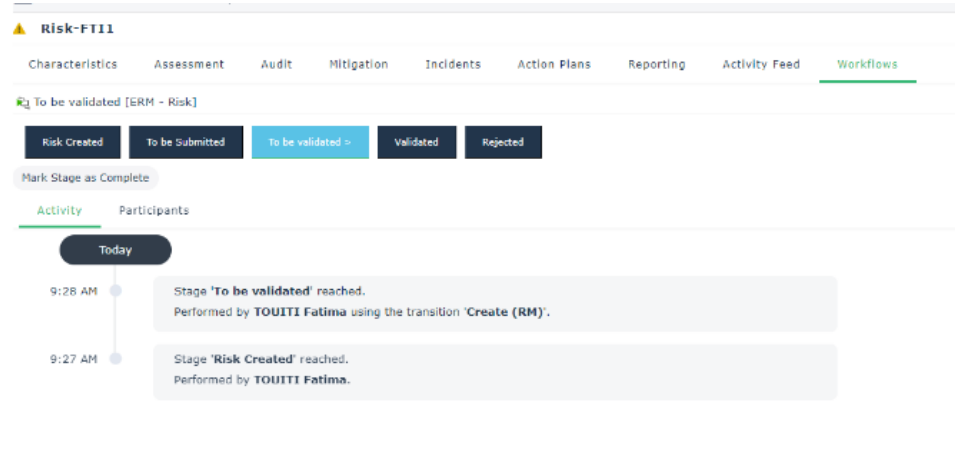 Risk-FTI1
Characteristics Assessment Audit Mitigation Incidents Action Plans Reporting Activity Feed Workflows
To be validated [ERM - Risk]
Risk Created To be Submitted To be validated > Validated Rejected
Mark Stage as Complete
Activity Participants
Today
9:28 AM Stage 'To be validated' reached.
Performed by TOUITI Fatima using the transition 'Create (RM)'.
9:27 AM Stage 'Risk Created' reached.
Performed by TOUITI Fatima.